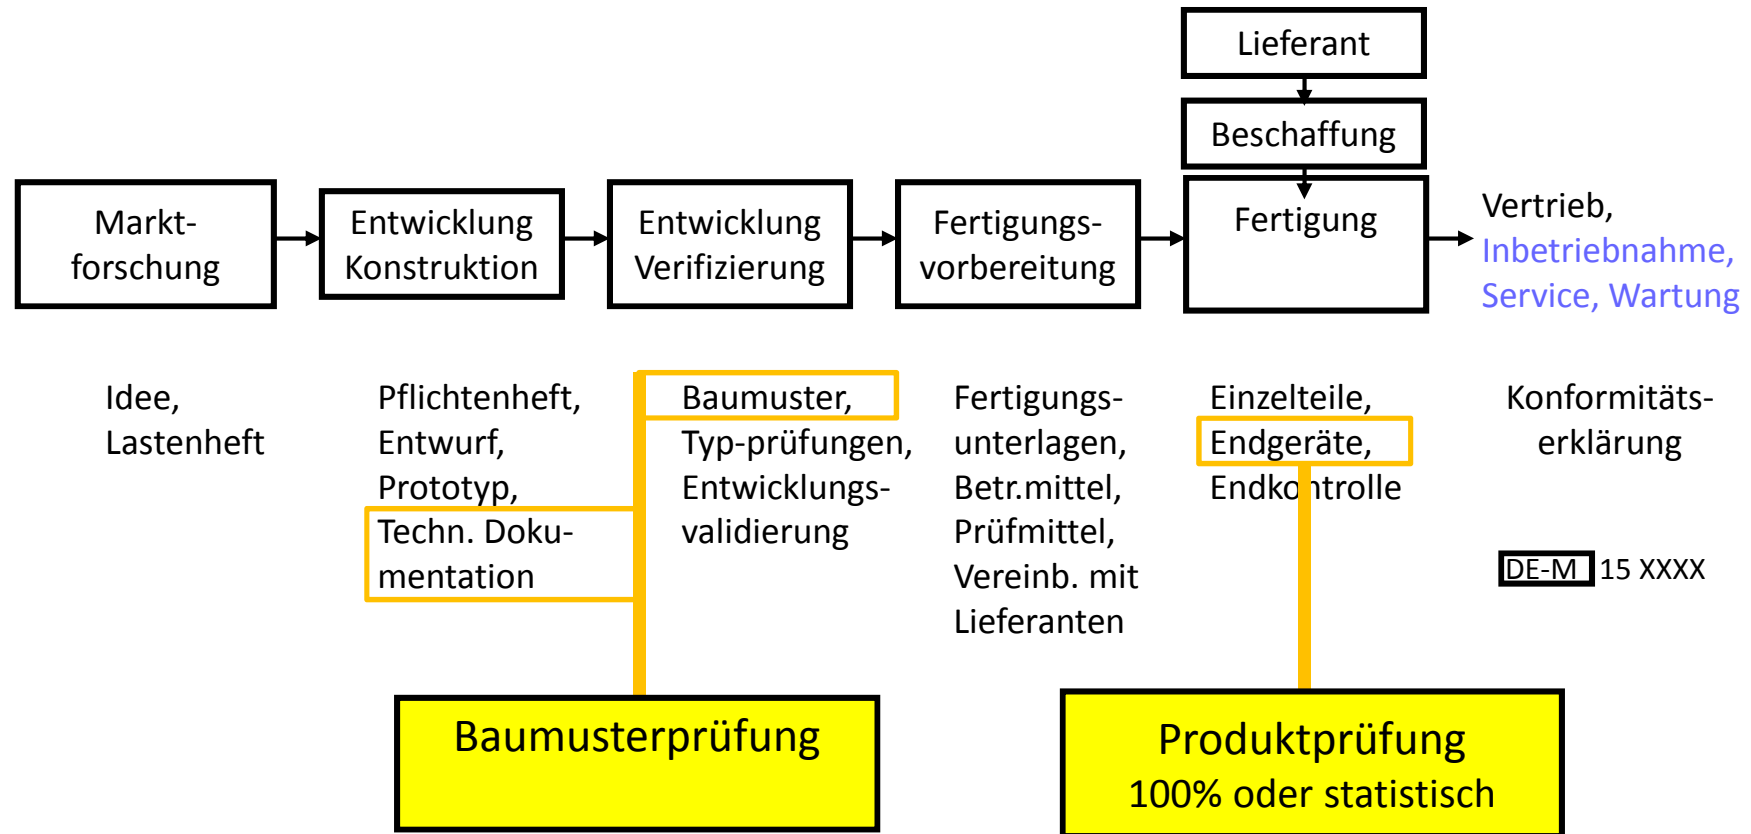 Lieferant
Beschaffung
Markt-
forschung
Entwicklung
Konstruktion
Entwicklung
Verifizierung
Fertigungs-
vorbereitung
Fertigung
Vertrieb,
Inbetriebnahme,
Service, Wartung
Idee,
Lastenheft
Pflichtenheft,
Entwurf,
Prototyp,
Techn. Doku-
mentation
Baumuster,
Typ-prüfungen,
Entwicklungs-
validierung
Fertigungs-
unterlagen,
Betr.mittel,
Prüfmittel,
Vereinb. mit
Lieferanten
Einzelteile,
Endgeräte,
Endkontrolle
Konformitäts-
erklärung
DE-M 15 XXXX
Baumusterprüfung
Produktprüfung
100% oder statistisch